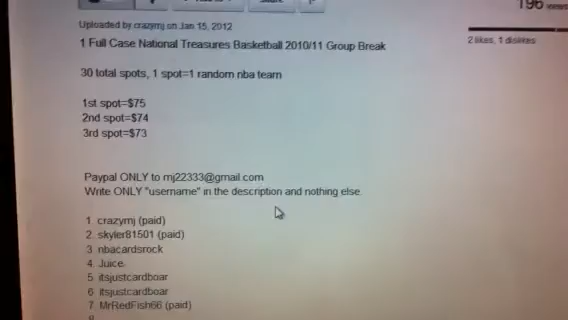 196 views
Uploaded by crazymj on Jan 15, 2012
2 likes, 1 dislikes
1 Full Case National Treasures Basketball 2010/11 Group Break
30 total spots, 1 spot=1 random nba team
1st spot=$75
2nd spot=$74
3rd spot=$73
Paypal ONLY to mj22333@gmail.com
Write ONLY "username" in the description and nothing else.
1. crazymj (paid)
2. skyler81501 (paid)
3. nbacardsrock
4. Juice.
5. itsjustcardboar
6. itsjustcardboar
7. MrRedFish66 (paid)
8.